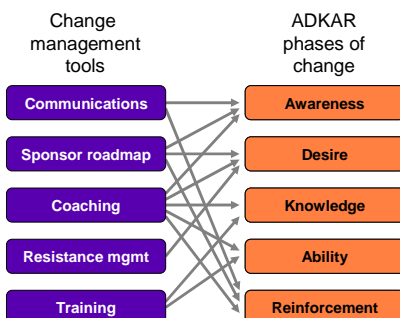 Change
management
tools
ADKAR
phases of
change
Communications
Awareness
Sponsor roadmap
Desire
Coaching
Knowledge
Resistance mgmt
Ability
Training
Reinforcement